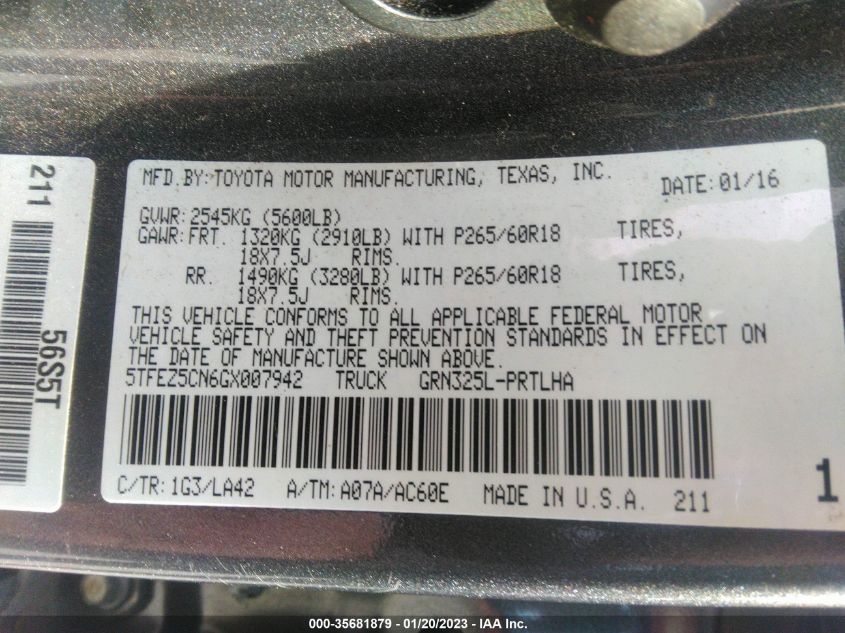 211
56S5T
MFD.BY:TOYOTA MOTOR MANUFACTURING, TEXAS, INC. DATE:01/16
GVWR:2545KG (5600LB)
GAWR:FRT. 1320KG (2910LB) WITH P265/60R18 TIRES,
18X7.5J RIMS.
RR. 1490KG (3280LB) WITH P265/60R18 TIRES,
18X7.5J RIMS.
THIS VEHICLE CONFORMS TO ALL APPLICABLE FEDERAL MOTOR
VEHICLE SAFETY AND THEFT PREVENTION STANDARDS IN EFFECT ON
THE DATE OF MANUFACTURE SHOWN ABOVE.
5TFEZ5CN6GX007942 TRUCK GRN325L-PRTLHA
C/TR:1G3/LA42 A/TM:A07A/AC60E MADE IN U.S.A. 211
1
000-35681879 - 01/20/2023 - IAA Inc.